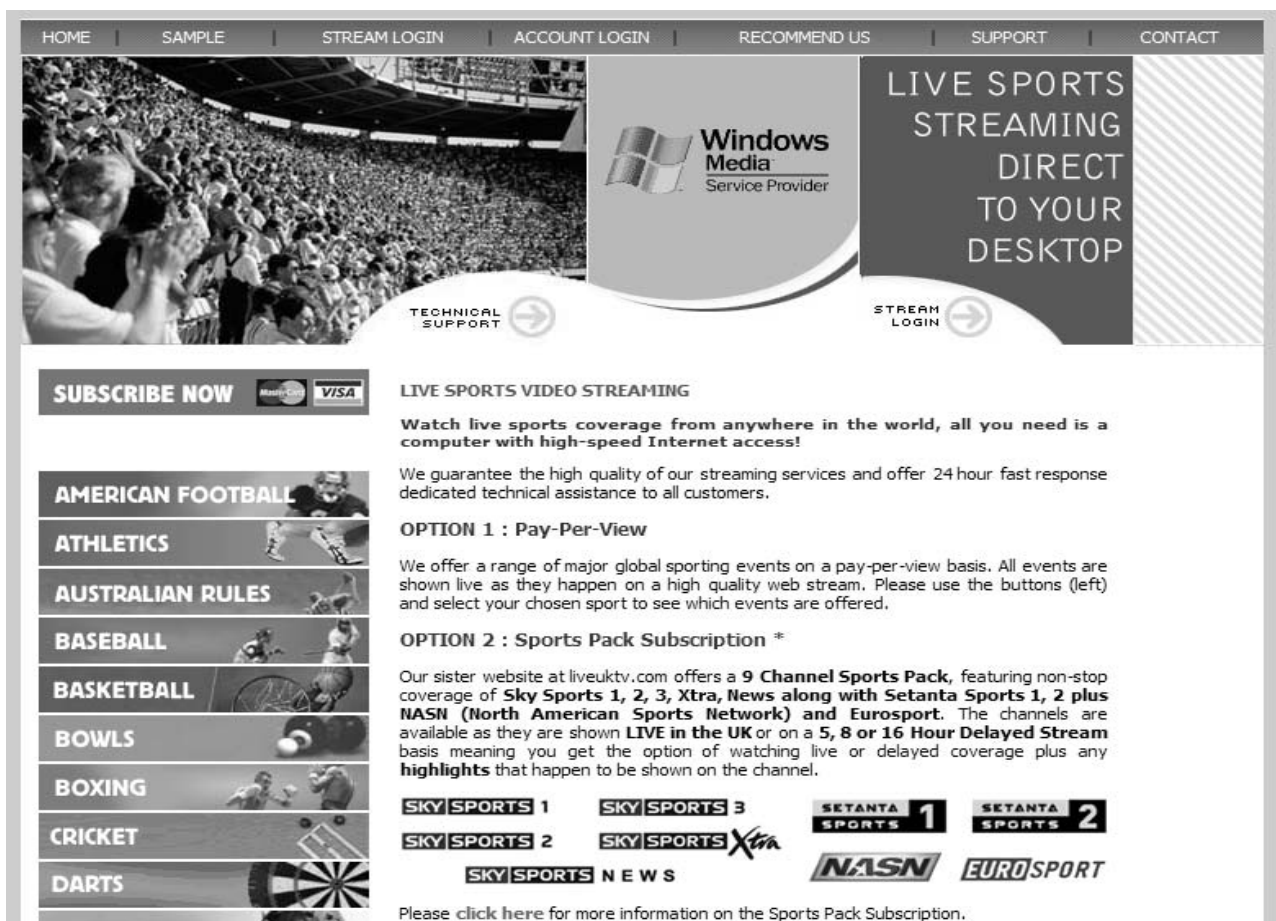 HOME | SAMPLE | STREAM LOGIN | ACCOUNT LOGIN | RECOMMEND US | SUPPORT | CONTACT
Windows
Media
Service Provider
LIVE SPORTS
STREAMING
DIRECT
TO YOUR
DESKTOP
TECHNICAL
SUPPORT
STREAM
LOGIN
SUBSCRIBE NOW MasterCard VISA
AMERICAN FOOTBALL
ATHLETICS
AUSTRALIAN RULES
BASEBALL
BASKETBALL
BOWLS
BOXING
CRICKET
DARTS
LIVE SPORTS VIDEO STREAMING
Watch live sports coverage from anywhere in the world, all you need is a
computer with high-speed Internet access!
We guarantee the high quality of our streaming services and offer 24 hour fast response
dedicated technical assistance to all customers.
OPTION 1 : Pay-Per-View
We offer a range of major global sporting events on a pay-per-view basis. All events are
shown live as they happen on a high quality web stream. Please use the buttons (left)
and select your chosen sport to see which events are offered.
OPTION 2 : Sports Pack Subscription *
Our sister website at liveuktv.com offers a 9 Channel Sports Pack, featuring non-stop
coverage of Sky Sports 1, 2, 3, Xtra, News along with Setanta Sports 1, 2 plus
NASN (North American Sports Network) and Eurosport. The channels are
available as they are shown LIVE in the UK or on a 5, 8 or 16 Hour Delayed Stream
basis meaning you get the option of watching live or delayed coverage plus any
highlights that happen to be shown on the channel.
SKY SPORTS 1
SKY SPORTS 3
SETANTA SPORTS 1
SETANTA SPORTS 2
SKY SPORTS 2
SKY SPORTS Xtra
SKY SPORTS NEWS
NASN
EUROSPORT
Please click here for more information on the Sports Pack Subscription.